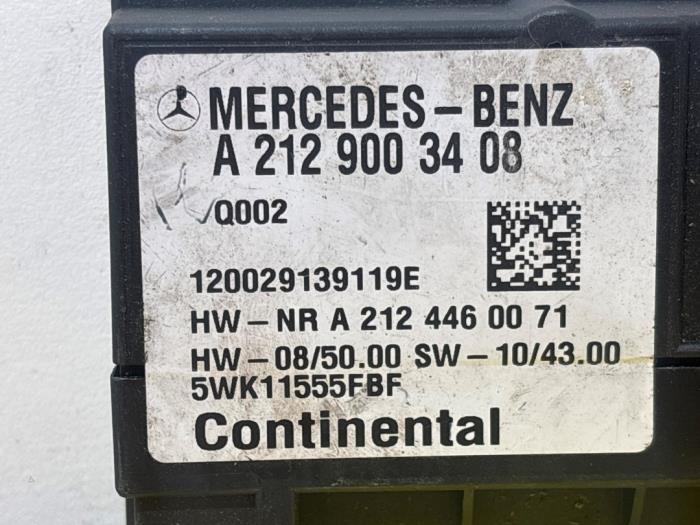 MERCEDES-BENZ
A 212 900 34 08
Q002
120029139119E
HW-NR A 212 446 00 71
HW-08/50.00 SW-10/43.00
5WK11555FBF
Continental